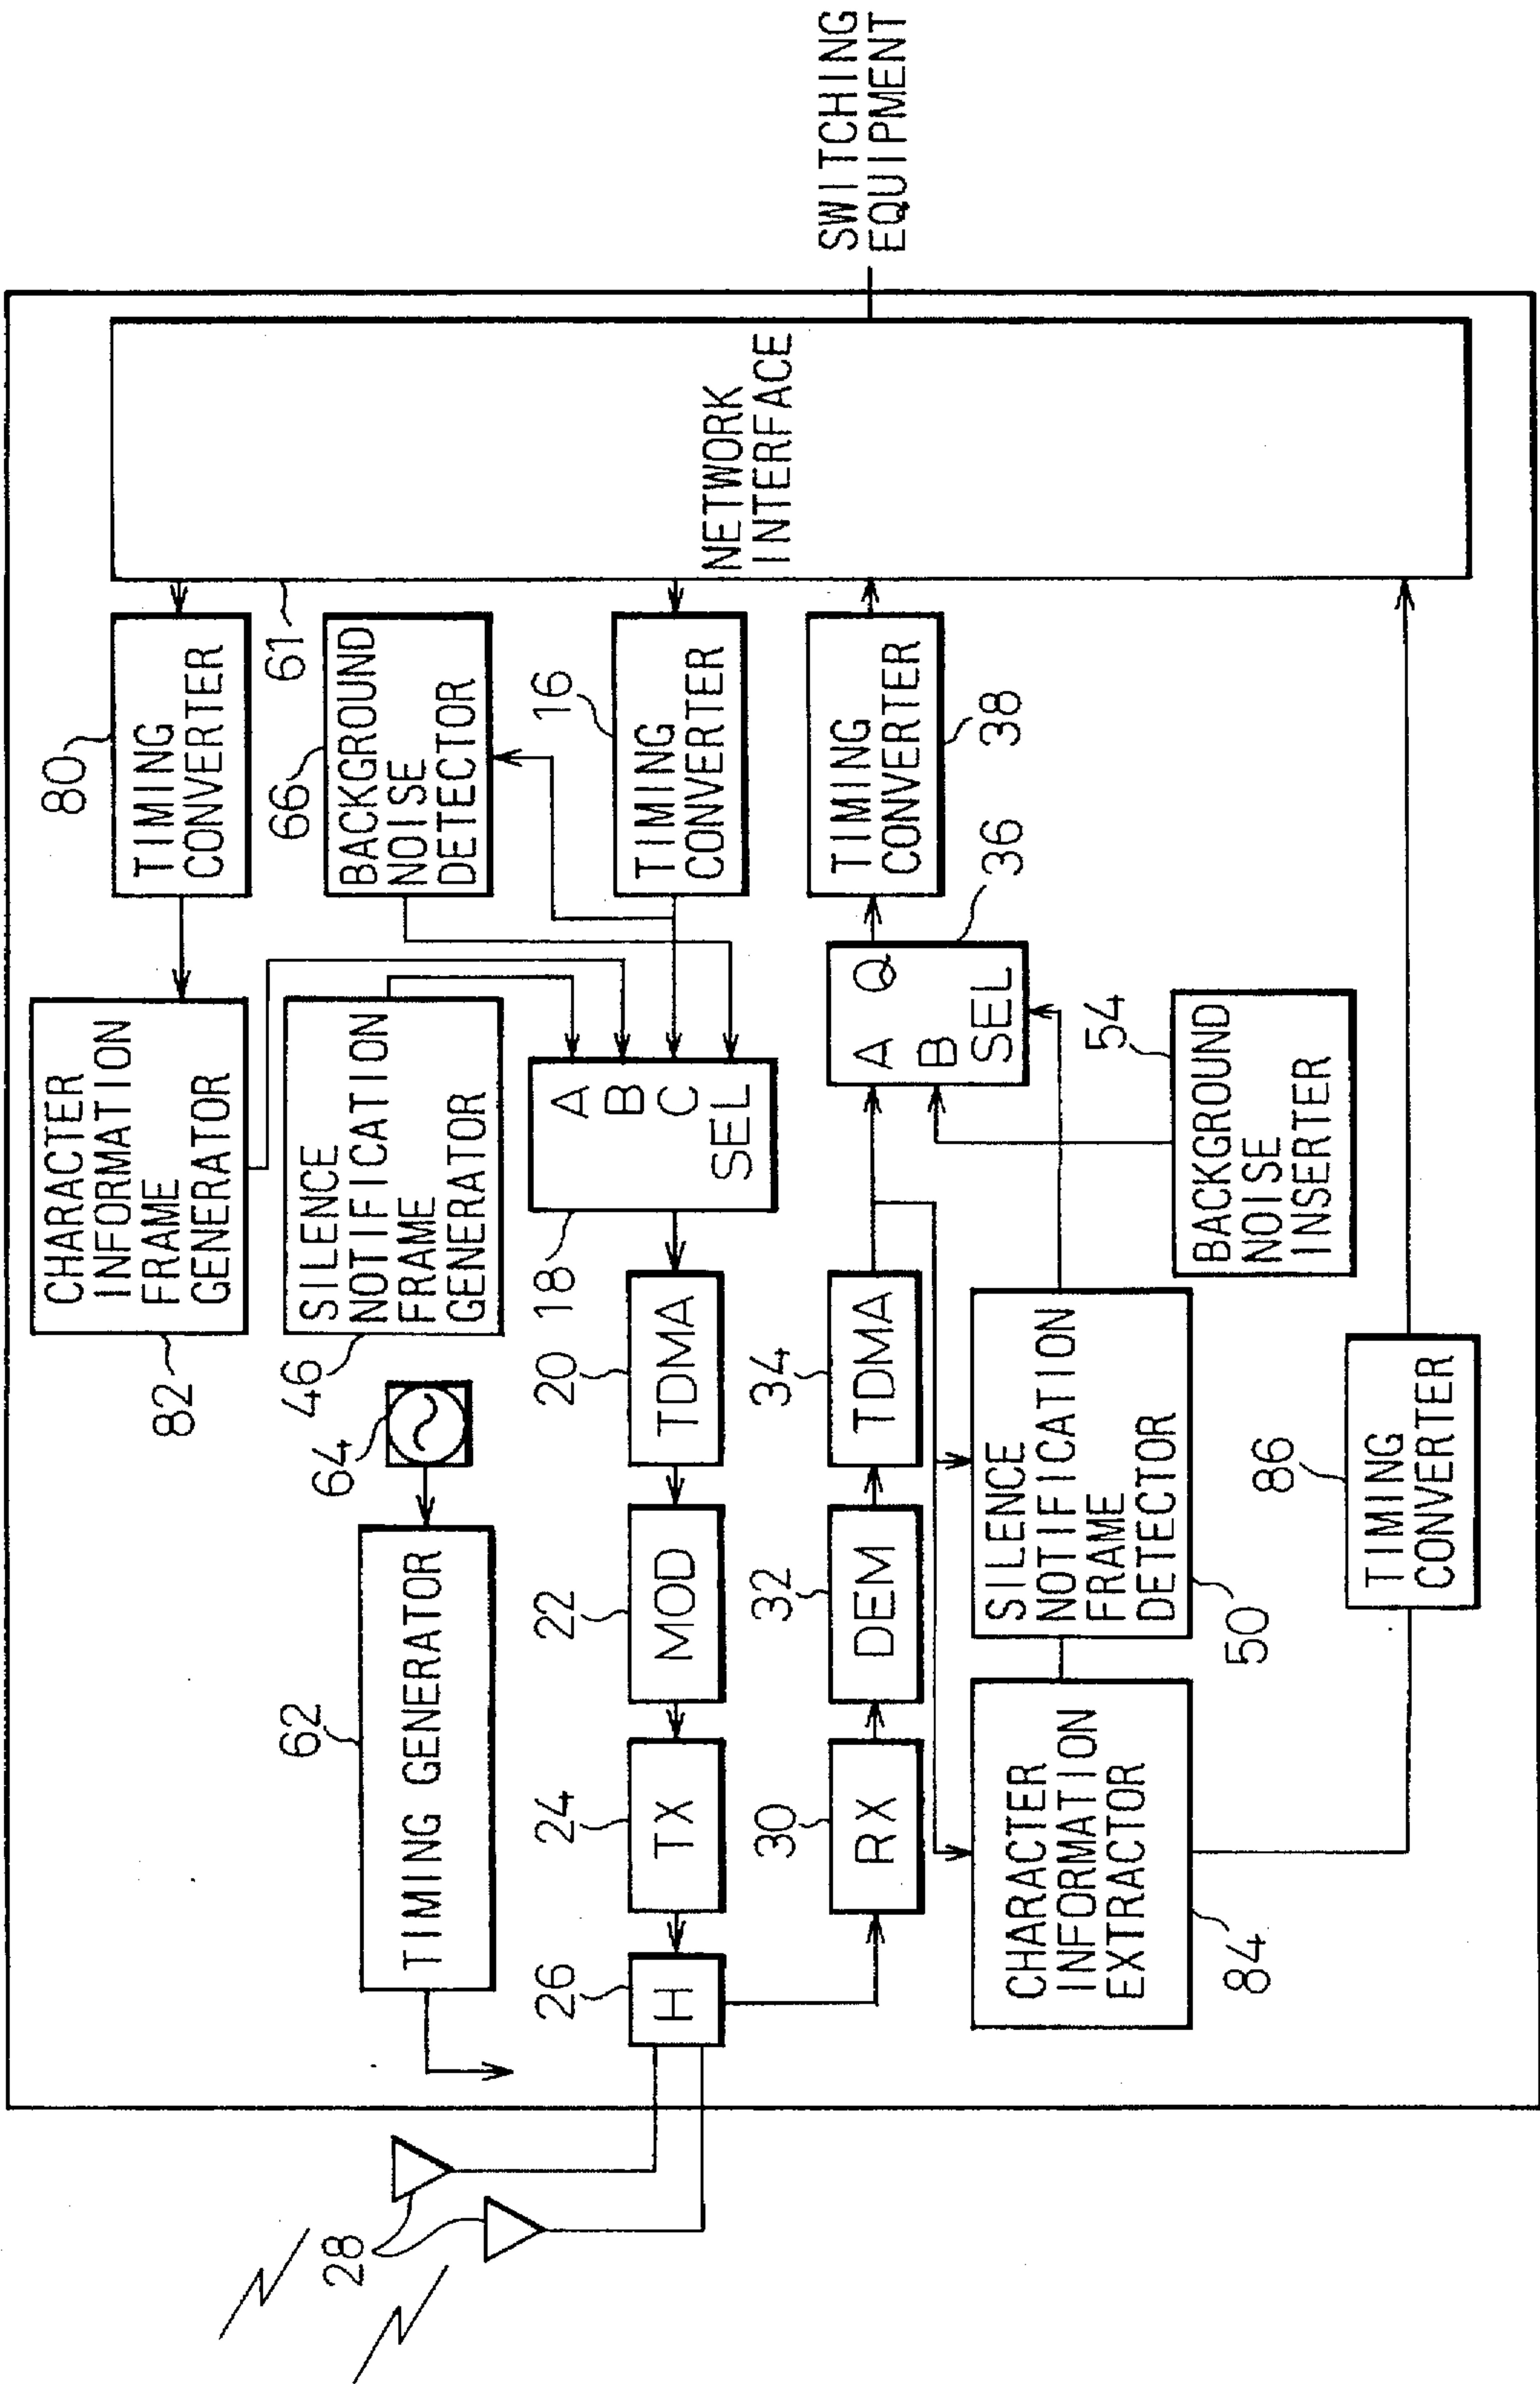 SWITCHING
EQUIPMENT
NETWORK
INTERFACE
61
80
TIMING
CONVERTER
66
BACKGROUND
NOISE
DETECTOR
16
TIMING
CONVERTER
TIMING
CONVERTER
38
82
CHARACTER
INFORMATION
FRAME
GENERATOR
46
SILENCE
NOTIFICATION
FRAME
GENERATOR
18
A
B
C
SEL
36
A Q
B
SEL
54
BACKGROUND
NOISE
INSERTER
64
62
TIMING GENERATOR
20
TDMA
22
MOD
24
TX
26
H
28
30
RX
32
DEM
34
TDMA
SILENCE
NOTIFICATION
FRAME
DETECTOR
50
CHARACTER
INFORMATION
EXTRACTOR
84
86
TIMING
CONVERTER